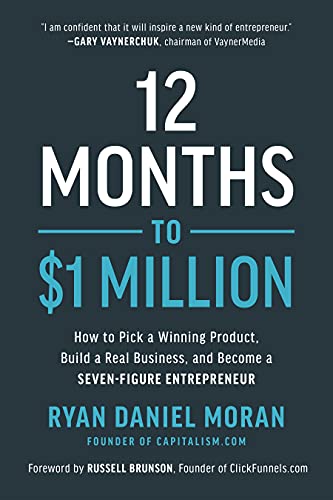 "I am confident that it will inspire a new kind of entrepreneur."
—GARY VAYNERCHUK, chairman of VaynerMedia
12
MONTHS
TO
$1 MILLION
How to Pick a Winning Product,
Build a Real Business, and Become a
SEVEN-FIGURE ENTREPRENEUR
RYAN DANIEL MORAN
FOUNDER OF CAPITALISM.COM
Foreword by RUSSELL BRUNSON, Founder of ClickFunnels.com